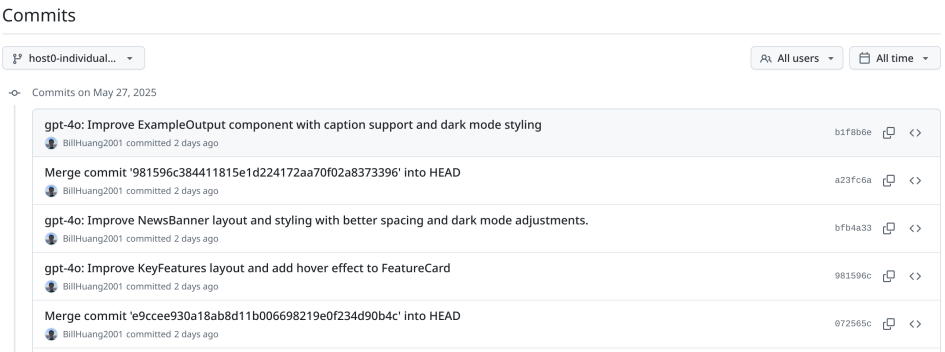 Commits
host0-individual...
All users
All time
Commits on May 27, 2025
gpt-4o: Improve ExampleOutput component with caption support and dark mode styling
BillHuang2001 committed 2 days ago
b1f8b6e
Merge commit '981596c384411815e1d224172aa70f02a8373396' into HEAD
BillHuang2001 committed 2 days ago
a23fc6a
gpt-4o: Improve NewsBanner layout and styling with better spacing and dark mode adjustments.
BillHuang2001 committed 2 days ago
bfb4a33
gpt-4o: Improve KeyFeatures layout and add hover effect to FeatureCard
BillHuang2001 committed 2 days ago
981596c
Merge commit 'e9ccee930a18ab8d11b006698219e0f234d90b4c' into HEAD
BillHuang2001 committed 2 days ago
072565c